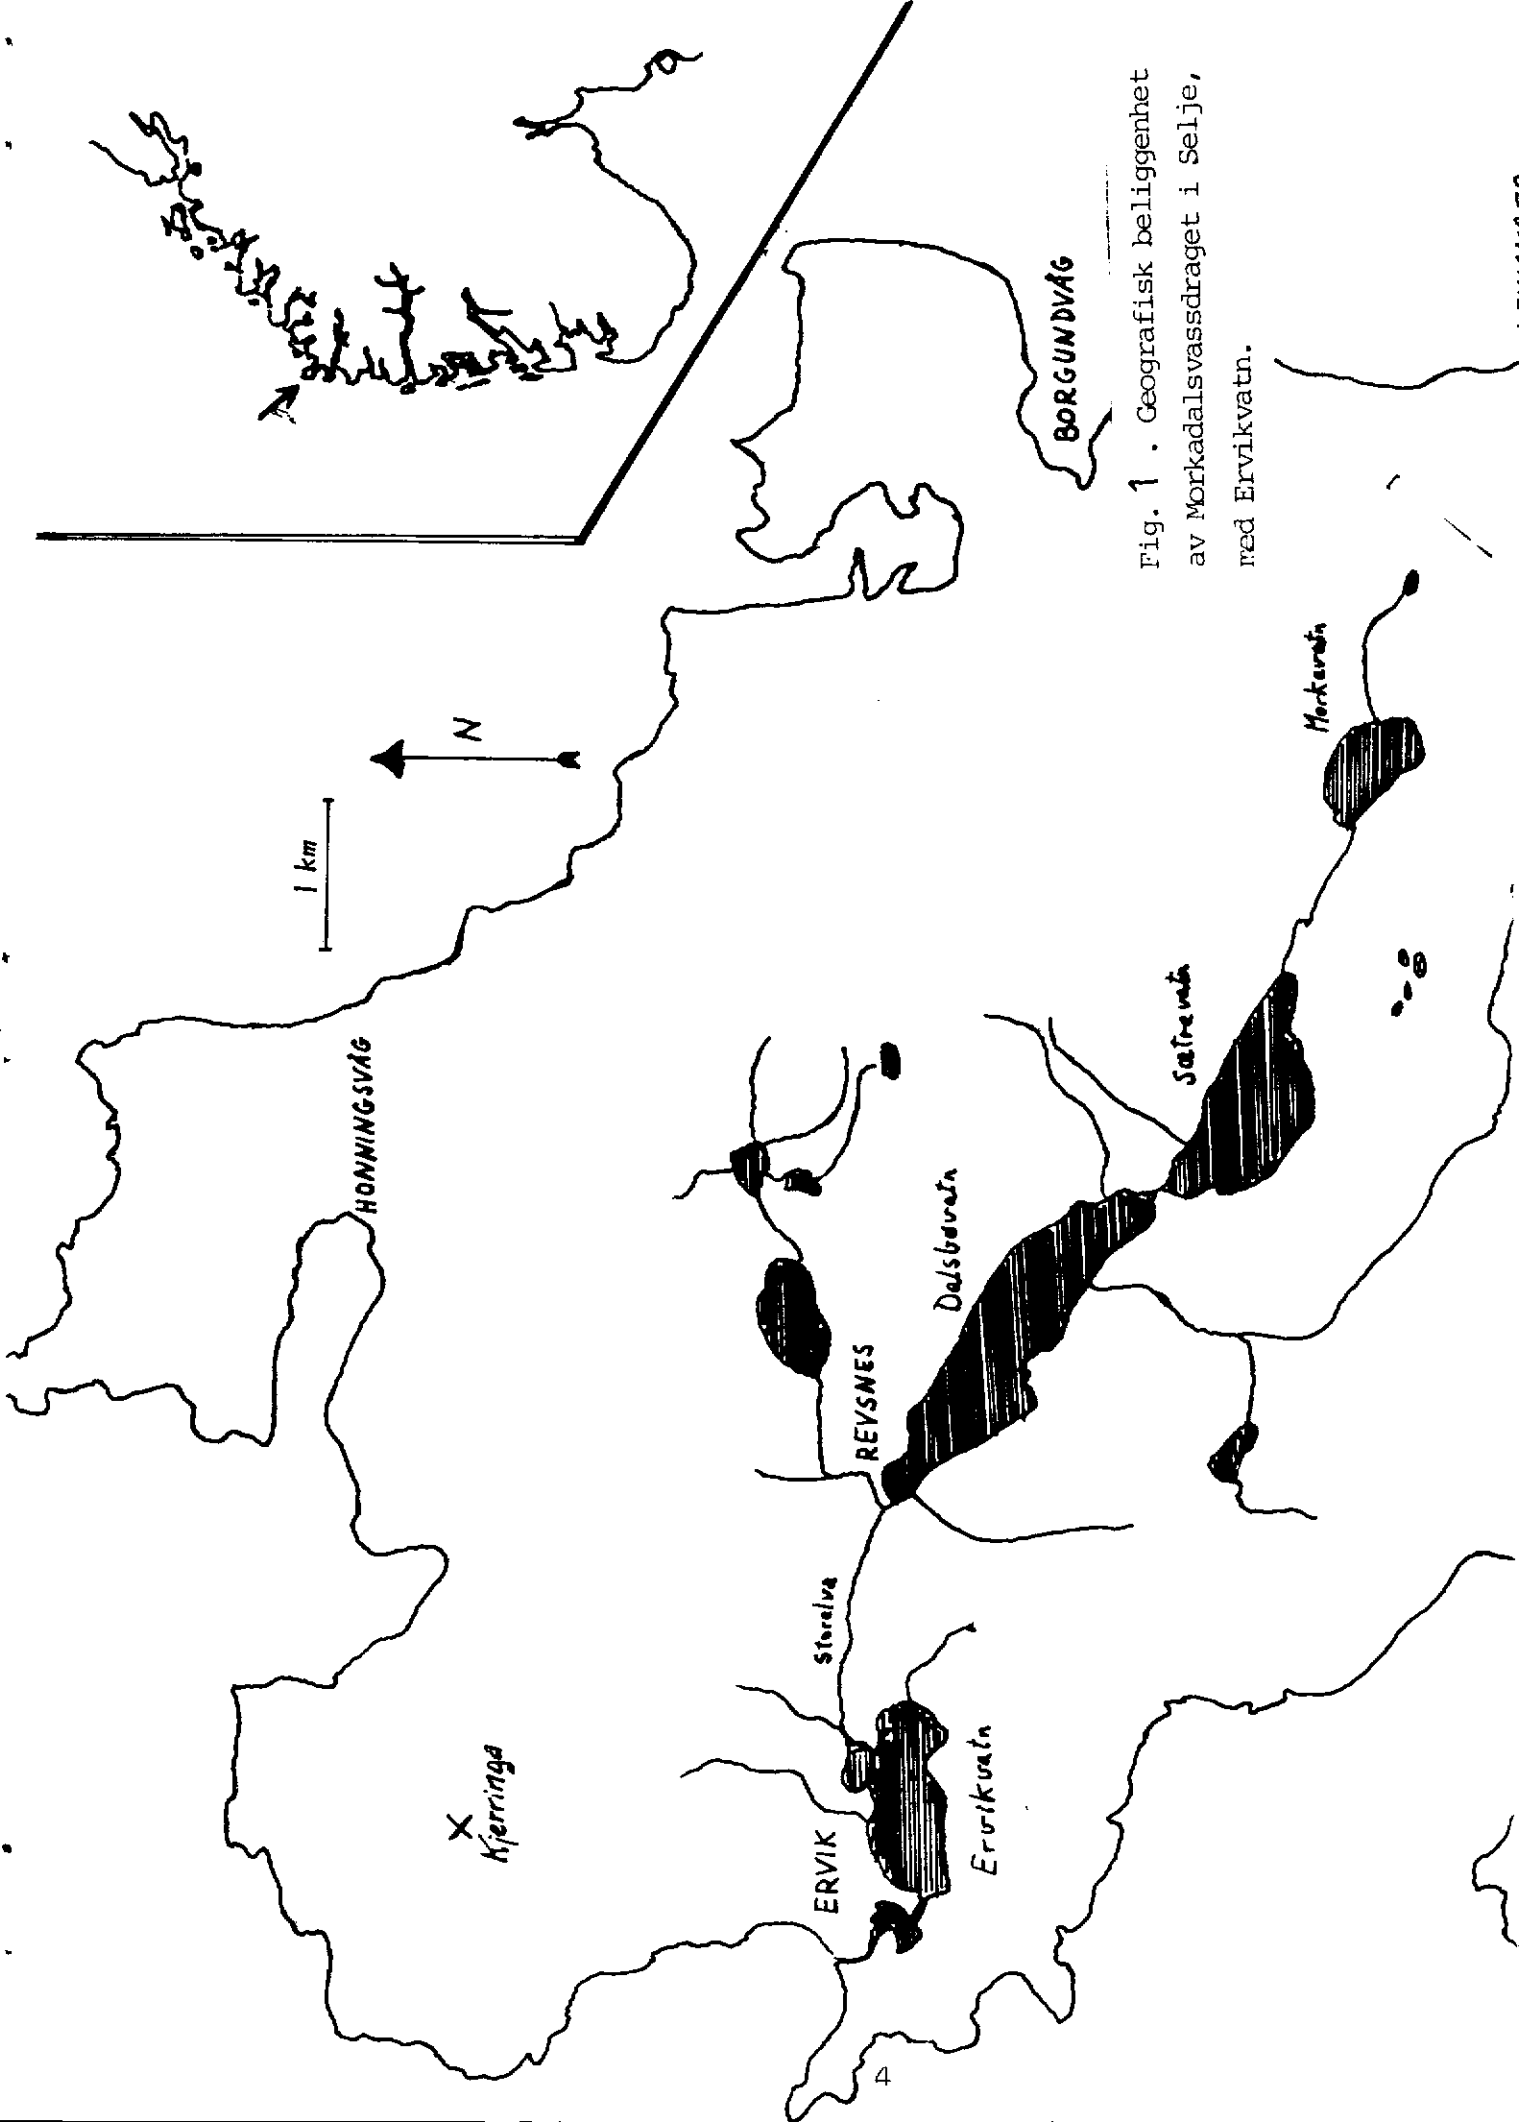 HONNINGSVÅG
1 km
N
BORGUNDVÅG
Kjerringa
ERVIK
Storelva
REVSNES
Ervikvatn
Dalsbøvatn
Sætrevatn
Morkavatn
Fig. 1 . Geografisk beliggenhet
av Morkadalsvassdraget i Selje,
med Ervikvatn.
4